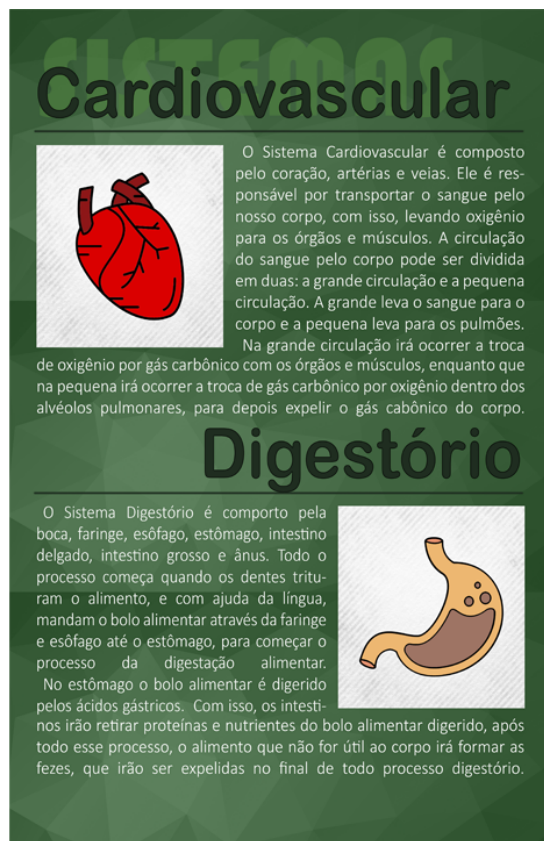 SISTEMAS
Cardiovascular
O Sistema Cardiovascular é composto
pelo coração, artérias e veias. Ele é res-
ponsável por transportar o sangue pelo
nosso corpo, com isso, levando oxigênio
para os órgãos e músculos. A circulação
do sangue pelo corpo pode ser dividida
em duas: a grande circulação e a pequena
circulação. A grande leva o sangue para o
corpo e a pequena leva para os pulmões.
Na grande circulação irá ocorrer a troca
de oxigênio por gás carbônico com os órgãos e músculos, enquanto que
na pequena irá ocorrer a troca de gás carbônico por oxigênio dentro dos
alvéolos pulmonares, para depois expelir o gás cabônico do corpo.
Digestório
O Sistema Digestório é comporto pela
boca, faringe, esôfago, estômago, intestino
delgado, intestino grosso e ânus. Todo o
processo começa quando os dentes tritu-
ram o alimento, e com ajuda da língua,
mandam o bolo alimentar através da faringe
e esôfago até o estômago, para começar o
processo da digestação alimentar.
No estômago o bolo alimentar é digerido
pelos ácidos gástricos. Com isso, os intesti-
nos irão retirar proteínas e nutrientes do bolo alimentar digerido, após
todo esse processo, o alimento que não for útil ao corpo irá formar as
fezes, que irão ser expelidas no final de todo processo digestório.